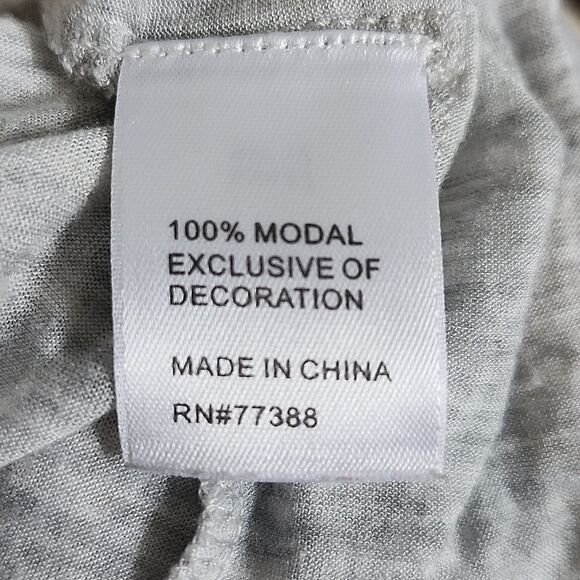 100% MODAL
EXCLUSIVE OF
DECORATION
MADE IN CHINA
RN#77388